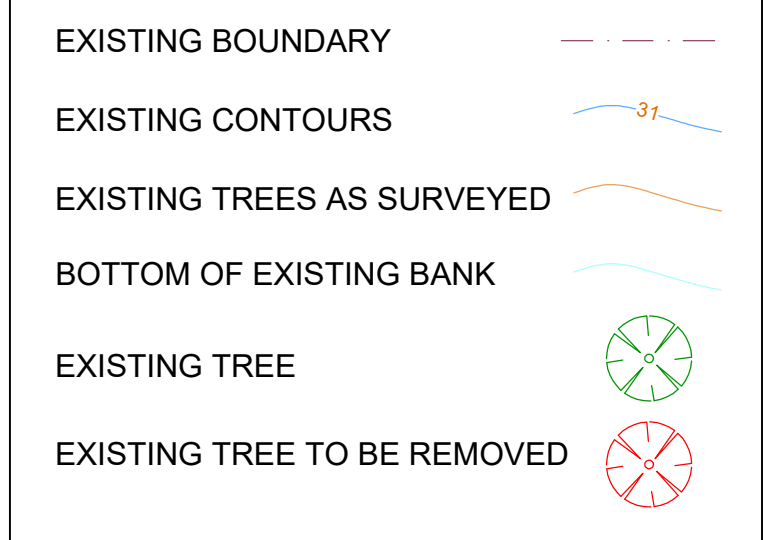 EXISTING BOUNDARY
EXISTING CONTOURS 31
EXISTING TREES AS SURVEYED
BOTTOM OF EXISTING BANK
EXISTING TREE
EXISTING TREE TO BE REMOVED